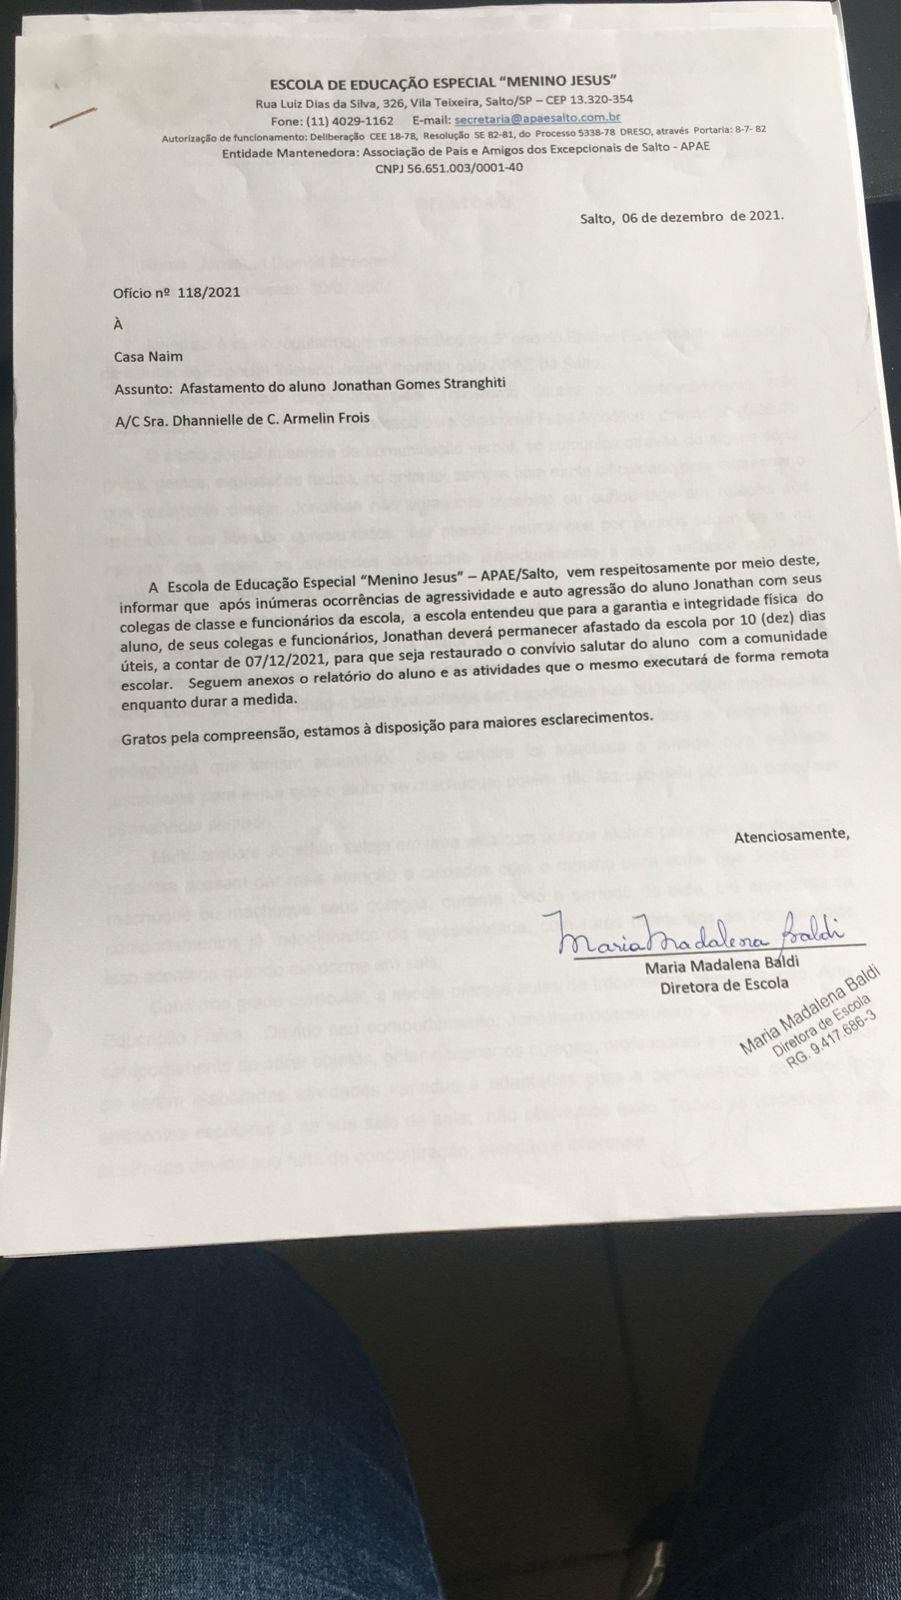 ESCOLA DE EDUCAÇÃO ESPECIAL “MENINO JESUS”
Rua Luiz Dias da Silva, 326, Vila Teixeira, Salto/SP – CEP 13.320-354
Fone: (11) 4029-1162 E-mail: secretaria@apaesalto.com.br
Autorização de funcionamento: Deliberação CEE 18-78, Resolução SE 82-81, do Processo 5338-78 DRESO, através Portaria: 8-7- 82
Entidade Mantenedora: Associação de Pais e Amigos dos Excepcionais de Salto - APAE
CNPJ 56.651.003/0001-40
Salto, 06 de dezembro de 2021.
Ofício nº 118/2021
À
Casa Naim
Assunto: Afastamento do aluno Jonathan Gomes Stranghiti
A/C Sra. Dhannielle de C. Armelin Frois
A Escola de Educação Especial “Menino Jesus” – APAE/Salto, vem respeitosamente por meio deste,
informar que após inúmeras ocorrências de agressividade e auto agressão do aluno Jonathan com seus
colegas de classe e funcionários da escola, a escola entendeu que para a garantia e integridade física do
aluno, de seus colegas e funcionários, Jonathan deverá permanecer afastado da escola por 10 (dez) dias
úteis, a contar de 07/12/2021, para que seja restaurado o convívio salutar do aluno com a comunidade
escolar. Seguem anexos o relatório do aluno e as atividades que o mesmo executará de forma remota
enquanto durar a medida.
Gratos pela compreensão, estamos à disposição para maiores esclarecimentos.
Atenciosamente,
Maria Madalena Baldi
Maria Madalena Baldi
Diretora de Escola
Maria Madalena Baldi
Diretora de Escola
RG. 9.417.686-3